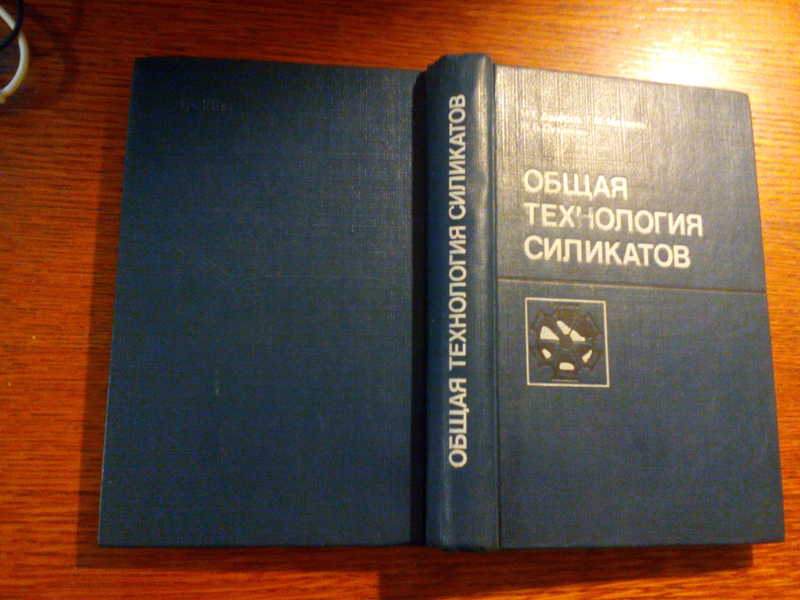 ОБЩАЯ ТЕХНОЛОГИЯ СИЛИКАТОВ
ОБЩАЯ
ТЕХНОЛОГИЯ
СИЛИКАТОВ